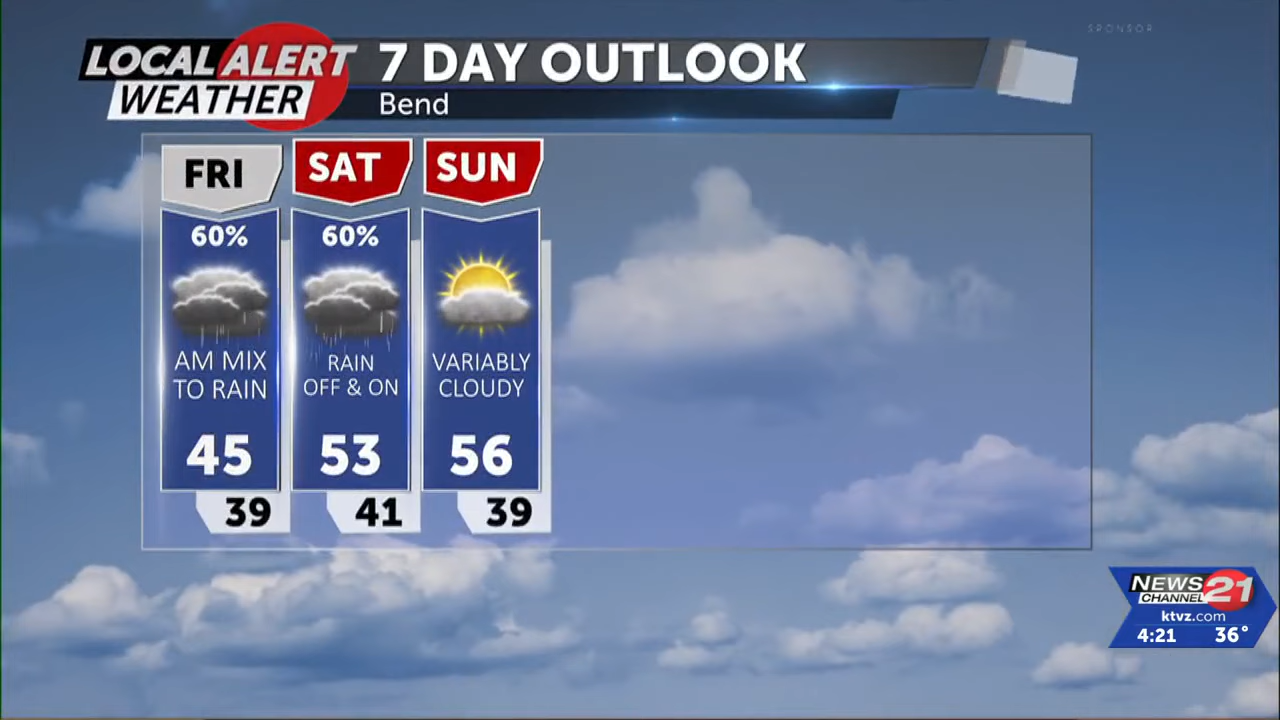 SPONSOR
LOCAL ALERT
WEATHER
7 DAY OUTLOOK
Bend
FRI
60%
AM MIX
TO RAIN
45
39
SAT
60%
RAIN
OFF & ON
53
41
SUN
VARIABLY
CLOUDY
56
39
NEWS
CHANNEL
21
ktvz.com
4:21 36°